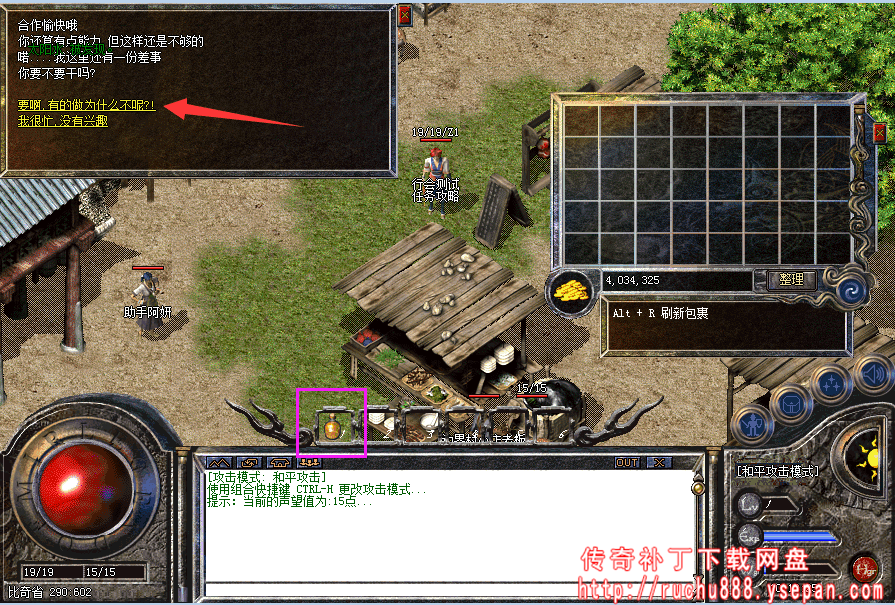 合作愉快哦
你还算有点能力,但这样还是不够的
喏....我这里还有一份差事
你要不要干吗?
要啊,有的做为什么不呢?!
我很忙,没有兴趣
19/19/Z1
行会测试
任务攻略
助手阿妍
4,034,325
整理
Alt + R 刷新包裹
15/15
OUT
[攻击模式: 和平攻击]
使用组合快捷键 CTRL-H 更改攻击模式...
提示: 当前的声望值为:15点...
[和平攻击模式]
Lv
Exp
Hgr
19/19
15/15
比奇省 290:602
传奇补丁下载网盘
http://ruchu888.ysepan.com